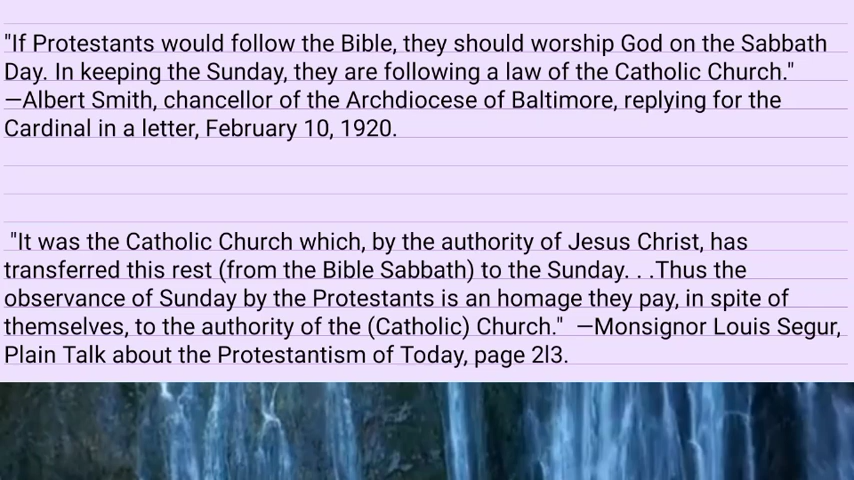 "If Protestants would follow the Bible, they should worship God on the Sabbath
Day. In keeping the Sunday, they are following a law of the Catholic Church."
—Albert Smith, chancellor of the Archdiocese of Baltimore, replying for the
Cardinal in a letter, February 10, 1920.
"It was the Catholic Church which, by the authority of Jesus Christ, has
transferred this rest (from the Bible Sabbath) to the Sunday. . .Thus the
observance of Sunday by the Protestants is an homage they pay, in spite of
themselves, to the authority of the (Catholic) Church."  —Monsignor Louis Segur,
Plain Talk about the Protestantism of Today, page 2l3.